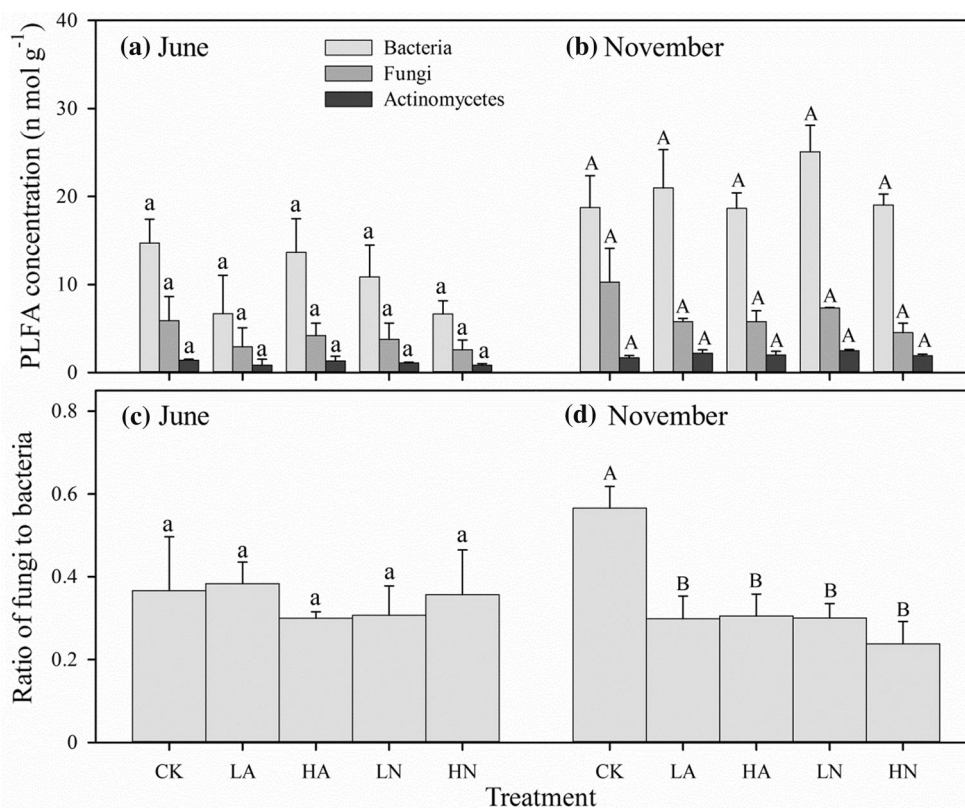 PLFA concentration (n mol g⁻¹)
40
30
20
10
0
(a) June
Bacteria
Fungi
Actinomycetes
a a a a a a a a a a a a a a a
(b) November
A A A A A A A A A A A A A A A
Ratio of fungi to bacteria
0.8
0.6
0.4
0.2
0
(c) June
a a a a a
(d) November
A B B B B
CK LA HA LN HN CK LA HA LN HN
Treatment